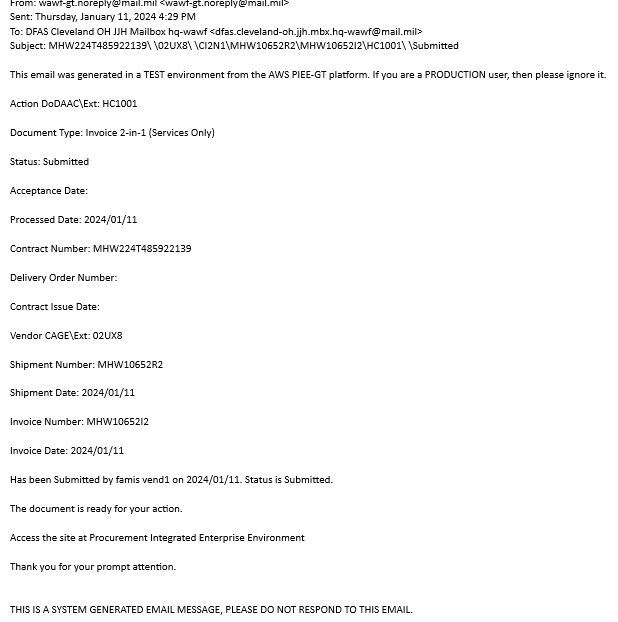 From: wawf-gt.noreply@mail.mil <wawf-gt.noreply@mail.mil>
Sent: Thursday, January 11, 2024 4:29 PM
To: DFAS Cleveland OH JJH Mailbox hq-wawf <dfas.cleveland-oh.jjh.mbx.hq-wawf@mail.mil>
Subject: MHW224T485922139\ \02UX8\ \CI2N1\MHW10652R2\MHW10652I2\HC1001\ \Submitted
This email was generated in a TEST environment from the AWS PIEE-GT platform. If you are a PRODUCTION user, then please ignore it.
Action DoDAAC\Ext: HC1001
Document Type: Invoice 2-in-1 (Services Only)
Status: Submitted
Acceptance Date:
Processed Date: 2024/01/11
Contract Number: MHW224T485922139
Delivery Order Number:
Contract Issue Date:
Vendor CAGE\Ext: 02UX8
Shipment Number: MHW10652R2
Shipment Date: 2024/01/11
Invoice Number: MHW10652I2
Invoice Date: 2024/01/11
Has been Submitted by famis vend1 on 2024/01/11. Status is Submitted.
The document is ready for your action.
Access the site at Procurement Integrated Enterprise Environment
Thank you for your prompt attention.
THIS IS A SYSTEM GENERATED EMAIL MESSAGE, PLEASE DO NOT RESPOND TO THIS EMAIL.